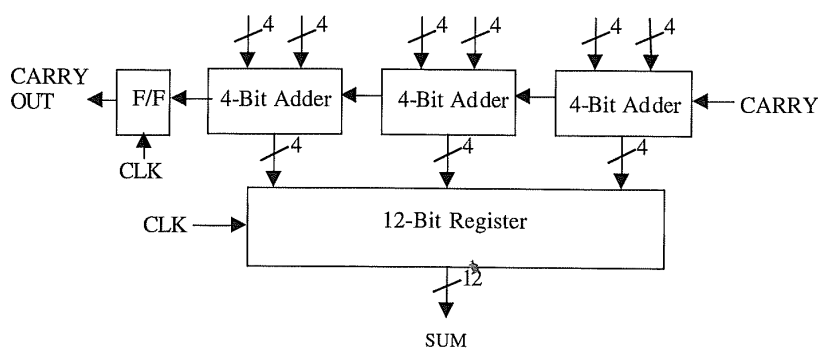 4 4 4 4 4 4
CARRY OUT
F/F
4-Bit Adder
4-Bit Adder
4-Bit Adder
CARRY
CLK
4 4 4
CLK
12-Bit Register
12
SUM